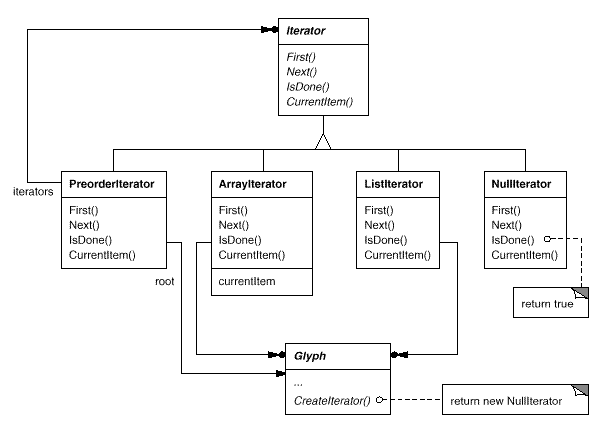 Iterator
First()
Next()
IsDone()
CurrentItem()
iterators
PreorderIterator
First()
Next()
IsDone()
CurrentItem()
root
ArrayIterator
First()
Next()
IsDone()
CurrentItem()
currentItem
ListIterator
First()
Next()
IsDone()
CurrentItem()
NullIterator
First()
Next()
IsDone()
CurrentItem()
return true
Glyph
...
CreateIterator()
return new NullIterator